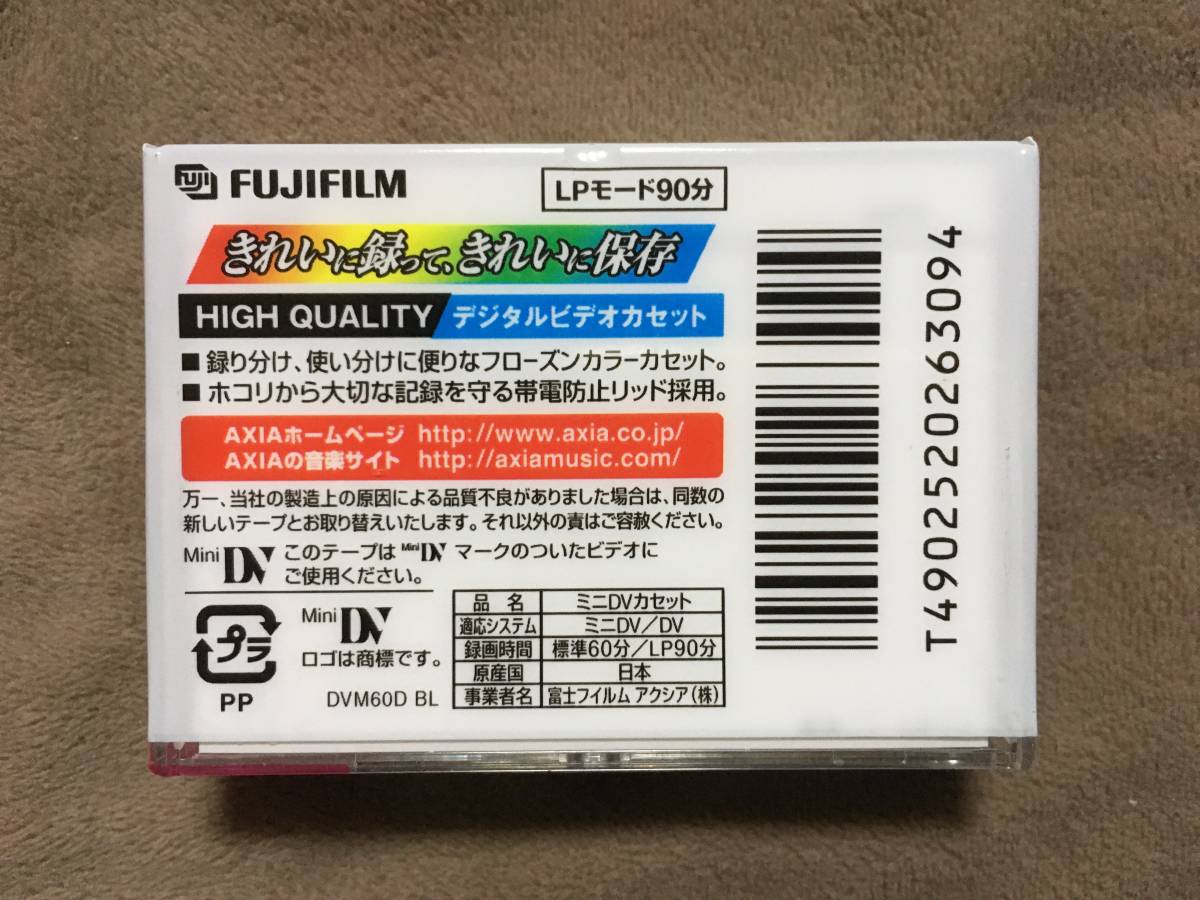 FUJI FUJIFILM
LPモード90分
きれいに録って、きれいに保存
HIGH QUALITY デジタルビデオカセット
■ 録り分け、使い分けに便りなフローズンカラーカセット。
■ ホコリから大切な記録を守る帯電防止リッド採用。
AXIAホームページ http://www.axia.co.jp/
AXIAの音楽サイト http://axiamusic.com/
万一、当社の製造上の原因による品質不良がありました場合は、同数の
新しいテープとお取り替えいたします。それ以外の責はご容赦ください。
Mini DV このテープは Mini DV マークのついたビデオに
ご使用ください。
プラ
PP
Mini DV
ロゴは商標です。
DVM60D BL
品 名 ミニDVカセット
適応システム ミニDV/DV
録画時間 標準60分/LP90分
原産国 日本
事業者名 富士フイルム アクシア(株)
T4902520263094